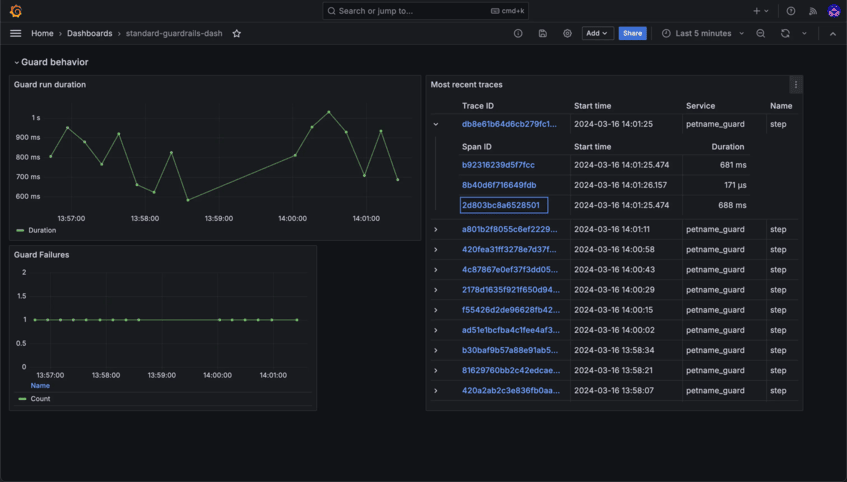 Search or jump to...
cmd+k
Home › Dashboards › standard-guardrails-dash
Add
Share
Last 5 minutes
Guard behavior
Guard run duration
1 s
900 ms
800 ms
700 ms
600 ms
13:57:00 13:58:00 13:59:00 14:00:00 14:01:00
Duration
Guard Failures
2
1.5
1
0.5
0
13:57:00 13:58:00 13:59:00 14:00:00 14:01:00
Name
Count
Most recent traces
Trace ID Start time Service Name
db8e61b64d6cb279fc1... 2024-03-16 14:01:25 petname_guard step
Span ID Start time Duration
b92316239d5f7fcc 2024-03-16 14:01:25.474 681 ms
8b40d6f716649fdb 2024-03-16 14:01:26.157 171 µs
2d803bc8a6528501 2024-03-16 14:01:25.474 688 ms
a801b2f8055c6ef2229... 2024-03-16 14:01:11 petname_guard step
420fea31ff3278e7d37f... 2024-03-16 14:00:58 petname_guard step
4c87867e0ef37f3dd05... 2024-03-16 14:00:43 petname_guard step
2178d1635f921f650d94... 2024-03-16 14:00:29 petname_guard step
f55426d2de96628fb42... 2024-03-16 14:00:15 petname_guard step
ad51e1bcfba4c1fee4af3... 2024-03-16 14:00:02 petname_guard step
b30baf9b57a88e91ab5... 2024-03-16 13:58:34 petname_guard step
81629760bb2c42edcae... 2024-03-16 13:58:21 petname_guard step
420a2ab2c3e836fb0aa... 2024-03-16 13:58:07 petname_guard step